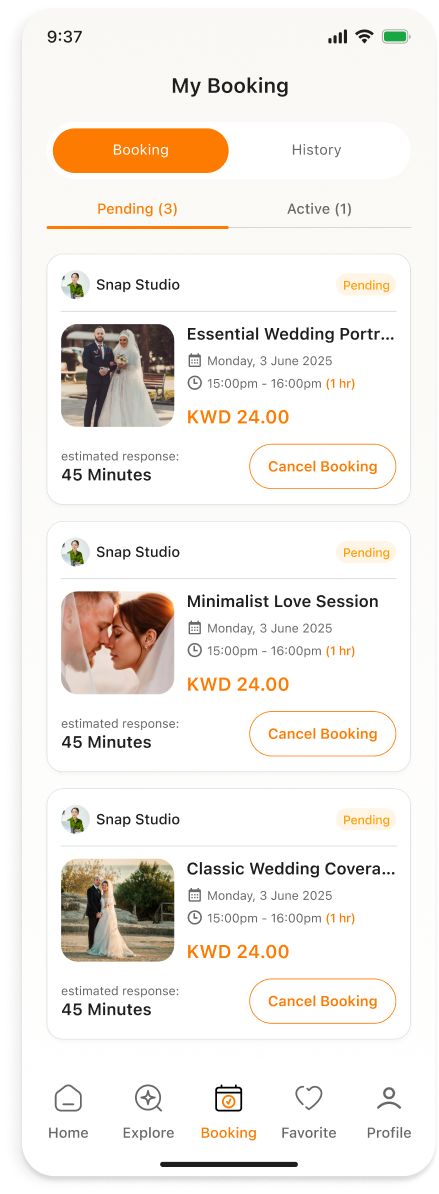 9:37
My Booking
Booking
History
Pending (3)
Active (1)
Snap Studio
Pending
Essential Wedding Portr...
Monday, 3 June 2025
15:00pm - 16:00pm (1 hr)
KWD 24.00
estimated response:
45 Minutes
Cancel Booking
Snap Studio
Pending
Minimalist Love Session
Monday, 3 June 2025
15:00pm - 16:00pm (1 hr)
KWD 24.00
estimated response:
45 Minutes
Cancel Booking
Snap Studio
Pending
Classic Wedding Covera...
Monday, 3 June 2025
15:00pm - 16:00pm (1 hr)
KWD 24.00
estimated response:
45 Minutes
Cancel Booking
Home
Explore
Booking
Favorite
Profile